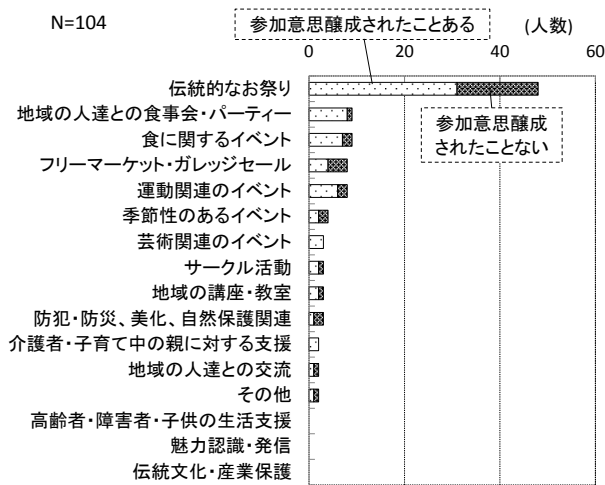 N=104
参加意思醸成されたことある
(人数)
0 20 40 60
伝統的なお祭り
地域の人達との食事会・パーティー
参加意思醸成
されたことない
食に関するイベント
フリーマーケット・ガレッジセール
運動関連のイベント
季節性のあるイベント
芸術関連のイベント
サークル活動
地域の講座・教室
防犯・防災、美化、自然保護関連
介護者・子育て中の親に対する支援
地域の人達との交流
その他
高齢者・障害者・子供の生活支援
魅力認識・発信
伝統文化・産業保護